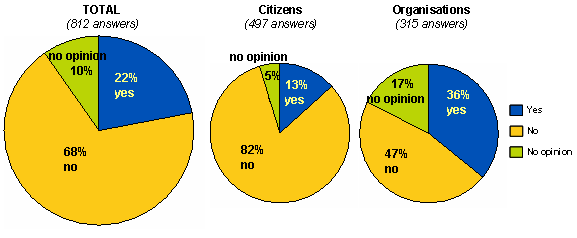 TOTAL
(812 answers)
no opinion
10%
22%
yes
68%
no
Citizens
(497 answers)
no opinion
5%
13%
yes
82%
no
Organisations
(315 answers)
17%
no opinion
36%
yes
47%
no
Yes
No
No opinion